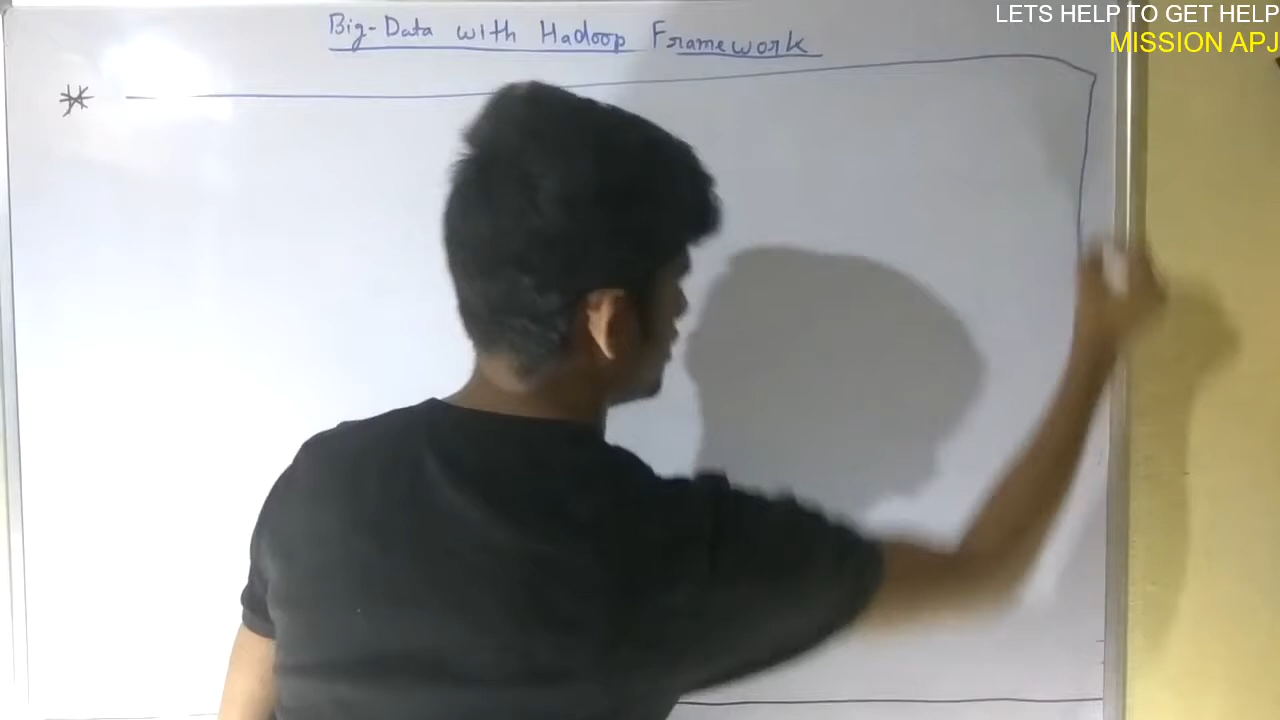 LETS HELP TO GET HELP
MISSION APJ
Big-Data with Hadoop Framework